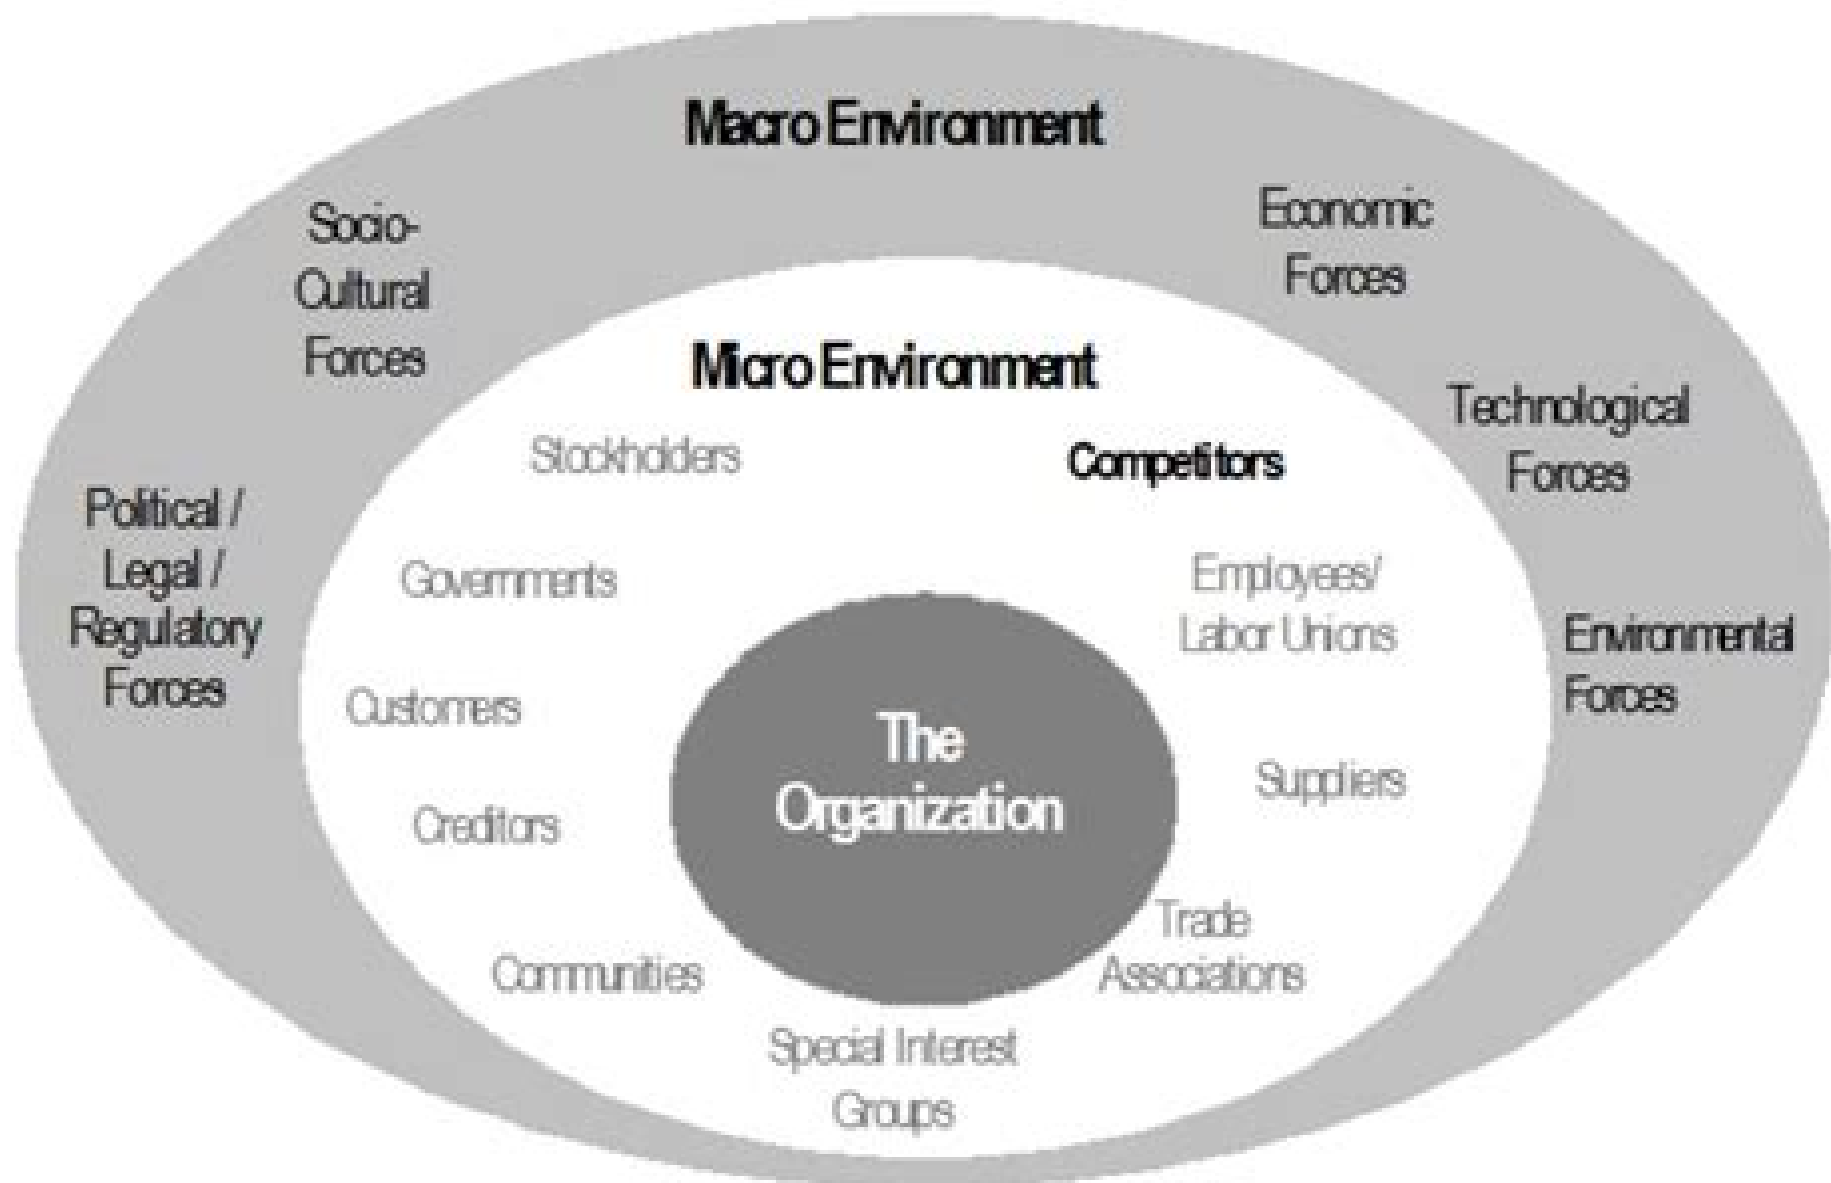 Macro Environment
Socio-
Cultural
Forces
Economic
Forces
Technological
Forces
Political /
Legal /
Regulatory
Forces
Environmental
Forces
Micro Environment
Stockholders
Competitors
Governments
Employees/
Labor Unions
Customers
Suppliers
Creditors
Trade
Associations
Communities
Special Interest
Groups
The
Organization